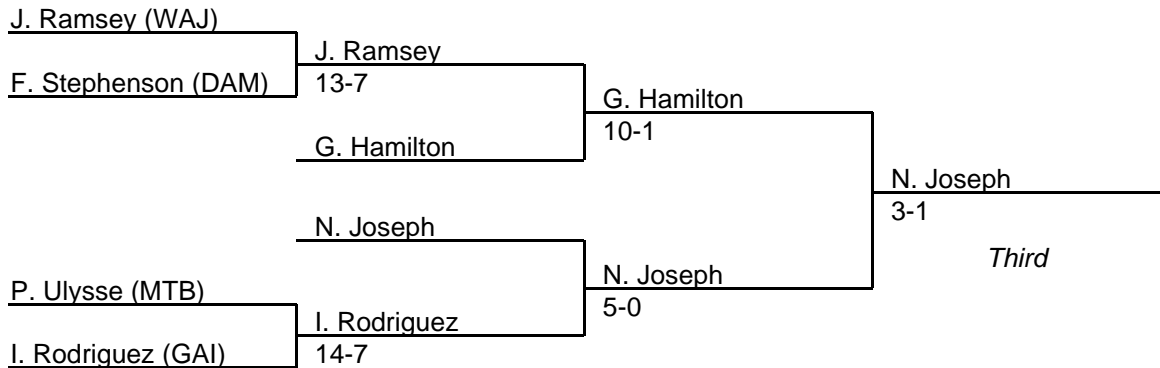 J. Ramsey (WAJ)
F. Stephenson (DAM)
J. Ramsey
13-7
G. Hamilton
G. Hamilton
10-1
N. Joseph
3-1
Third
N. Joseph
N. Joseph
5-0
P. Ulysse (MTB)
I. Rodriguez (GAI)
I. Rodriguez
14-7